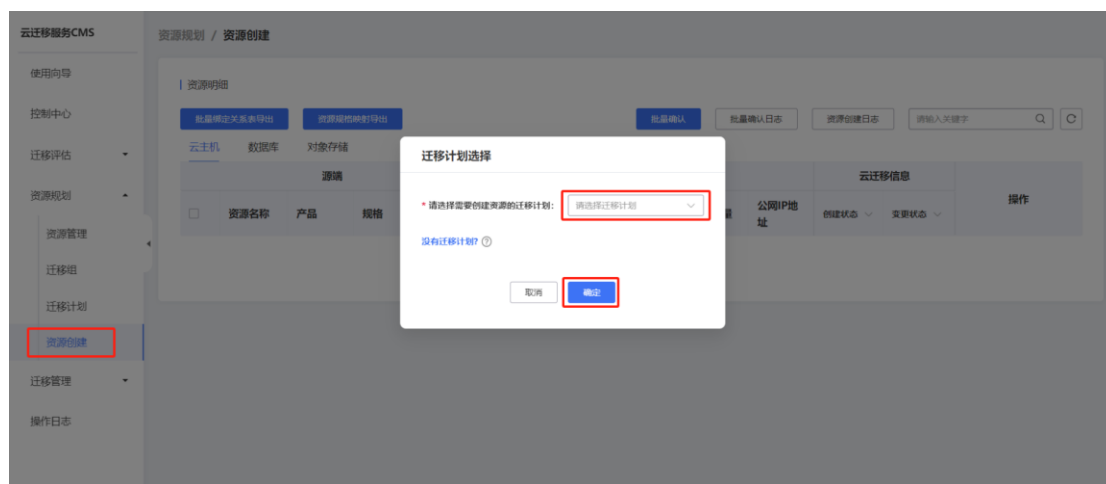 云迁移服务CMS
资源规划 / 资源创建
使用向导
控制中心
迁移评估
资源规划
资源管理
迁移组
迁移计划
资源创建
迁移管理
操作日志
资源明细
批量绑定关系表导出 资源规格映射导出 批量确认 批量确认日志 资源创建日志 请输入关键字
云主机 数据库 对象存储
源端 云迁移信息 操作
资源名称 产品 规格 公网IP地址 创建状态 变更状态
迁移计划选择
* 请选择需要创建资源的迁移计划: 请选择迁移计划
没有迁移计划? ?
取消 确定